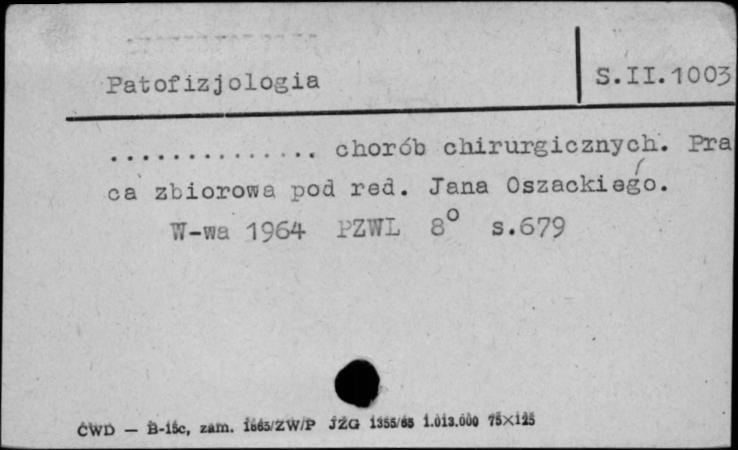 Patofizjologia
S.II.1003
............... chorób chirurgicznych. Pra
ca zbiorowa pod red. Jana Oszackiego.
W-wa 1964 PZWL 8° s.679
CWD — B-15c, zam. 1665/ZW/P JZG 1355/65 1.013.000 75×125